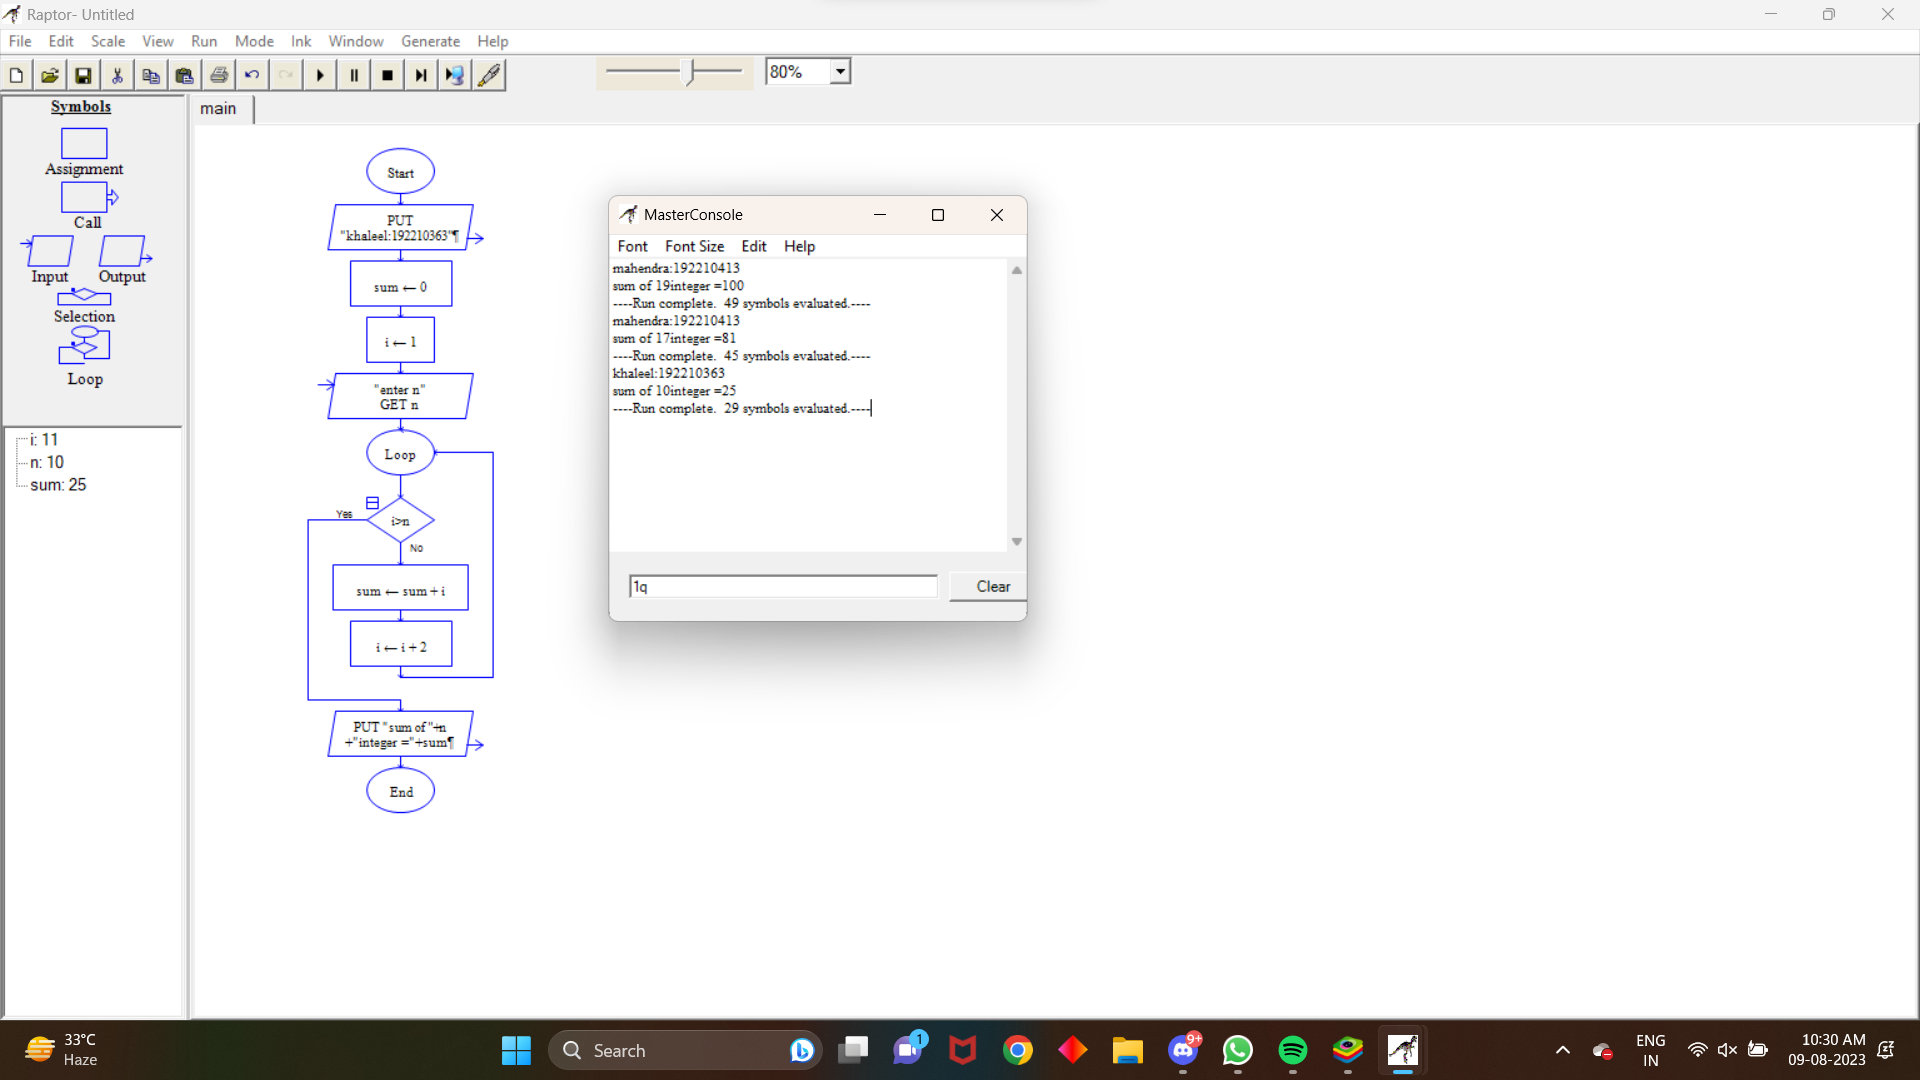 Raptor- Untitled
File Edit Scale View Run Mode Ink Window Generate Help
80%
Symbols
Assignment
Call
Input Output
Selection
Loop
i: 11
n: 10
sum: 25
main
Start
PUT
"khaleel:192210363"¶
sum ← 0
i ← 1
"enter n"
GET n
Loop
Yes
i>n
No
sum ← sum + i
i ← i + 2
PUT "sum of "+n
+"integer ="+sum¶
End
MasterConsole
Font Font Size Edit Help
mahendra:192210413
sum of 19integer =100
----Run complete.  49 symbols evaluated.----
mahendra:192210413
sum of 17integer =81
----Run complete.  45 symbols evaluated.----
khaleel:192210363
sum of 10integer =25
----Run complete.  29 symbols evaluated.----
1q
Clear
33°C
Haze
Search
1
9+
ENG
IN
10:30 AM
09-08-2023